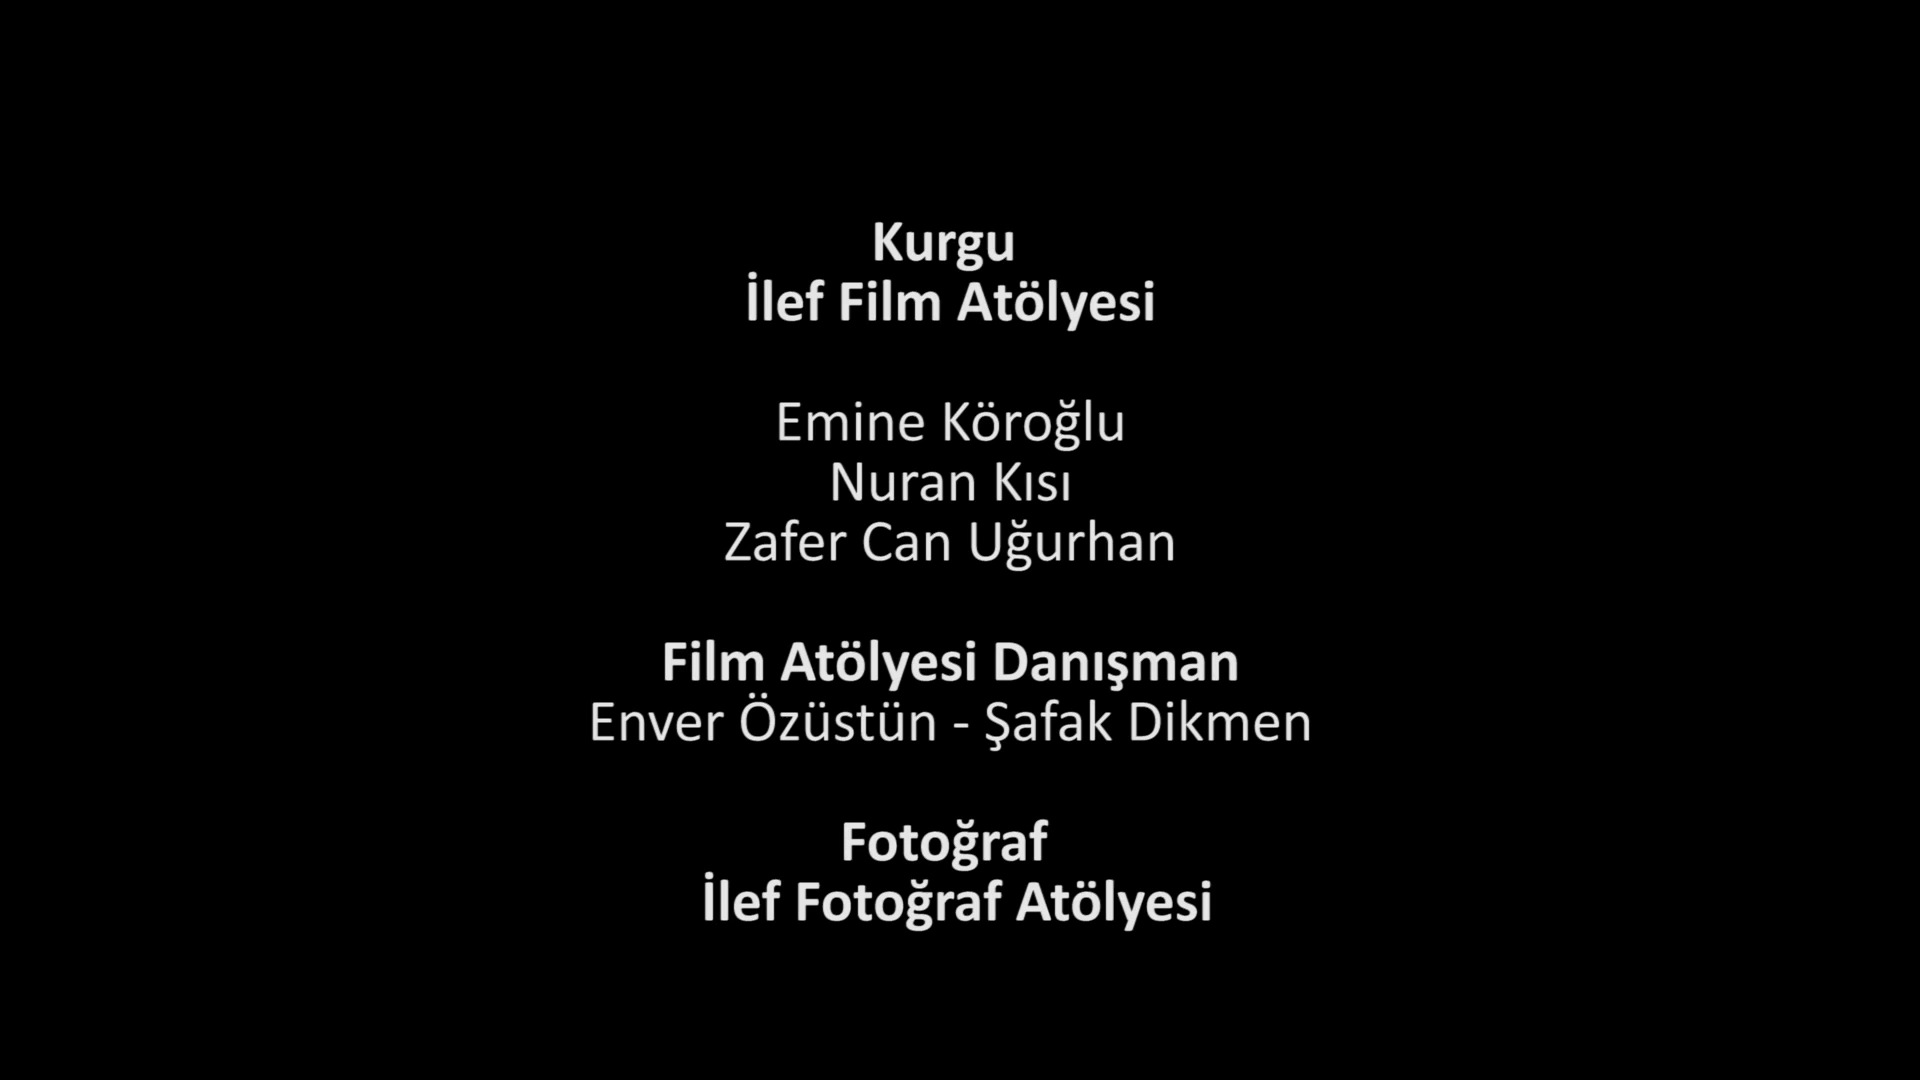 Kurgu
İlef Film Atölyesi
Emine Köroğlu
Nuran Kısı
Zafer Can Uğurhan
Film Atölyesi Danışman
Enver Özüstün - Şafak Dikmen
Fotoğraf
İlef Fotoğraf Atölyesi